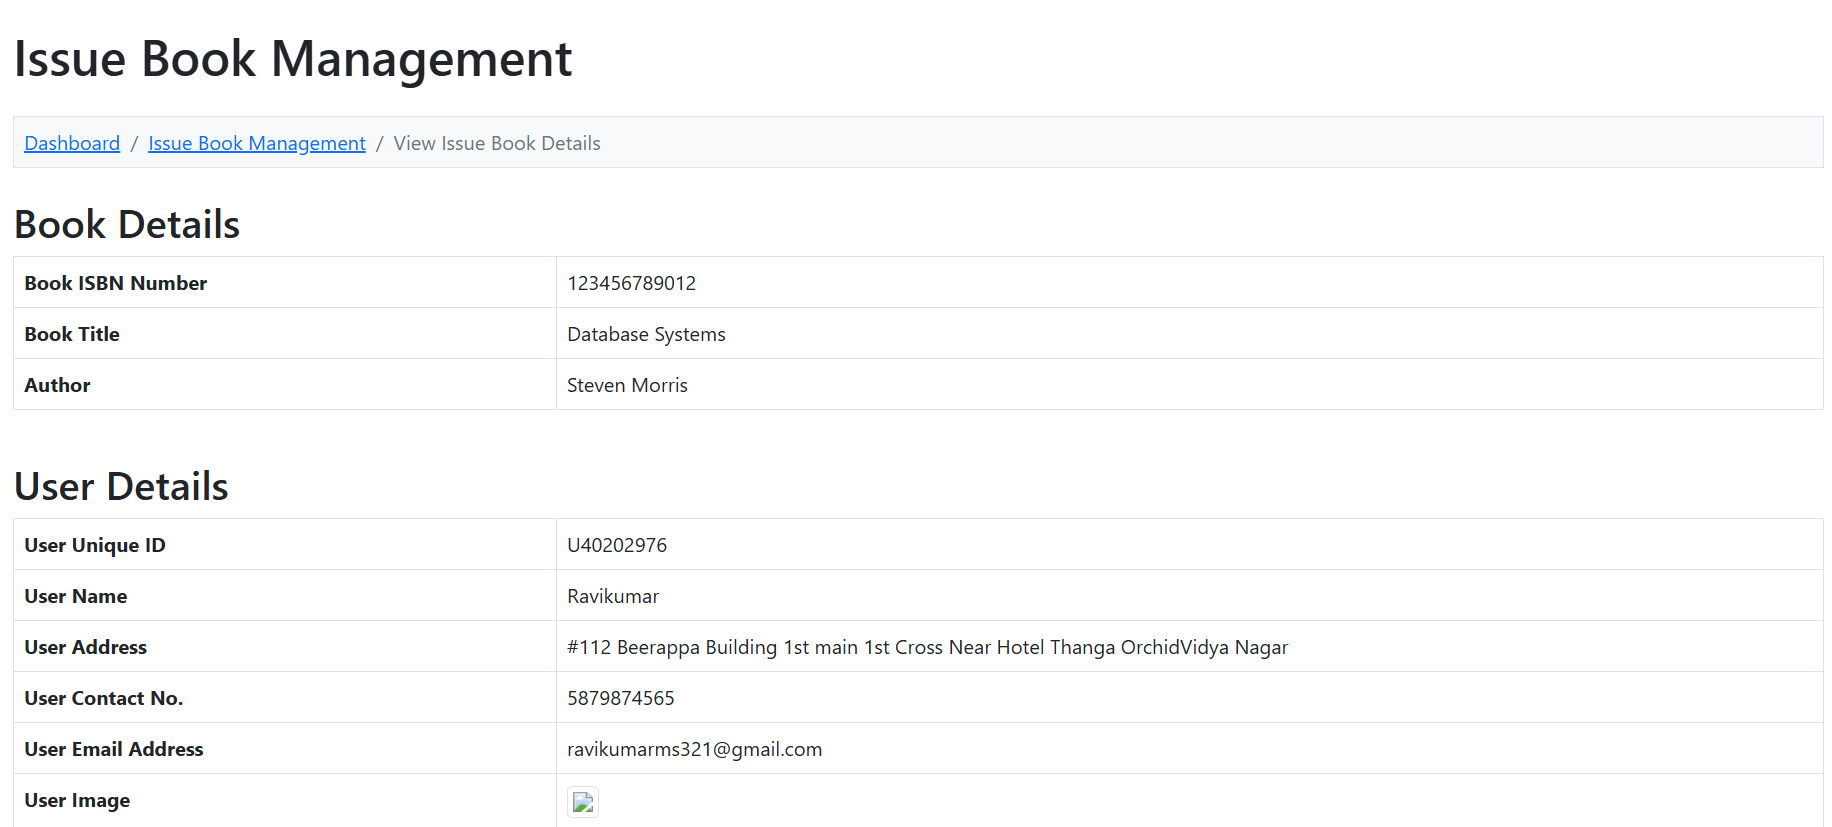 Issue Book Management
Dashboard / Issue Book Management / View Issue Book Details
Book Details
Book ISBN Number 123456789012
Book Title Database Systems
Author Steven Morris
User Details
User Unique ID U40202976
User Name Ravikumar
User Address #112 Beerappa Building 1st main 1st Cross Near Hotel Thanga OrchidVidya Nagar
User Contact No. 5879874565
User Email Address ravikumarms321@gmail.com
User Image